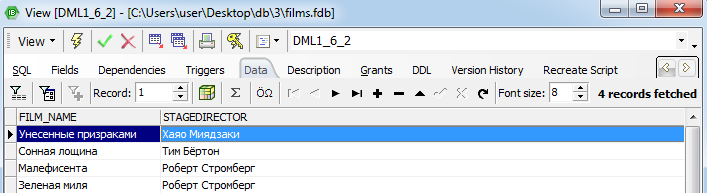 View [DML1_6_2] - [C:\Users\user\Desktop\db\3\films.fdb]
View DML1_6_2
SQL Fields Dependencies Triggers Data Description Grants DDL Version History Recreate Script
Record: 1 Σ ÖΩ Font size: 8 4 records fetched
FILM_NAME STAGEDIRECTOR
Унесенные призраками Хаяо Миядзаки
Сонная лощина Тим Бёртон
Малефисента Роберт Стромберг
Зеленая миля Роберт Стромберг